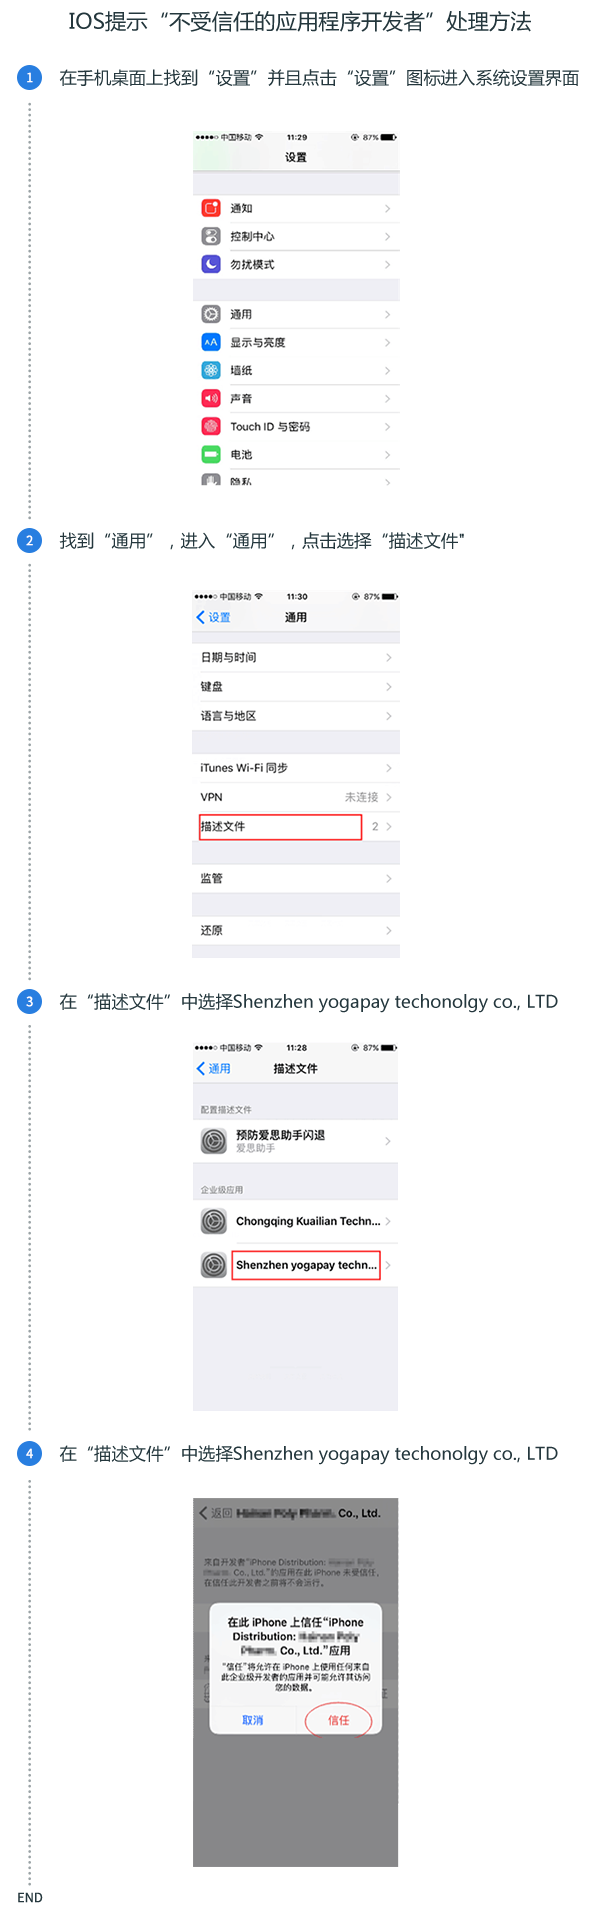 IOS提示“不受信任的应用程序开发者”处理方法
1 在手机桌面上找到“设置”并且点击“设置”图标进入系统设置界面
中国移动 11:29 87%
设置
通知
控制中心
勿扰模式
通用
AA 显示与亮度
墙纸
声音
Touch ID 与密码
电池
隐私
2 找到“通用”，进入“通用”，点击选择“描述文件"
中国移动 11:30 87%
设置 通用
日期与时间
键盘
语言与地区
iTunes Wi-Fi 同步
VPN 未连接
描述文件 2
监管
还原
3 在“描述文件”中选择Shenzhen yogapay techonolgy co., LTD
中国移动 11:28 87%
通用 描述文件
配置描述文件
预防爱思助手闪退
爱思助手
企业级应用
Chongqing Kuailian Techn...
Shenzhen yogapay techn...
4 在“描述文件”中选择Shenzhen yogapay techonolgy co., LTD
返回 Co., Ltd.
来自开发者“iPhone Distribution:
Co., Ltd.”的应用在此 iPhone 未受信任,
在信任此开发者之前将不会运行。
在此 iPhone 上信任“iPhone
Distribution:
Co., Ltd.”应用
“信任”将允许在 iPhone 上使用任何来自
此企业级开发者的应用并可能允许其访问
您的数据。
取消 信任
END